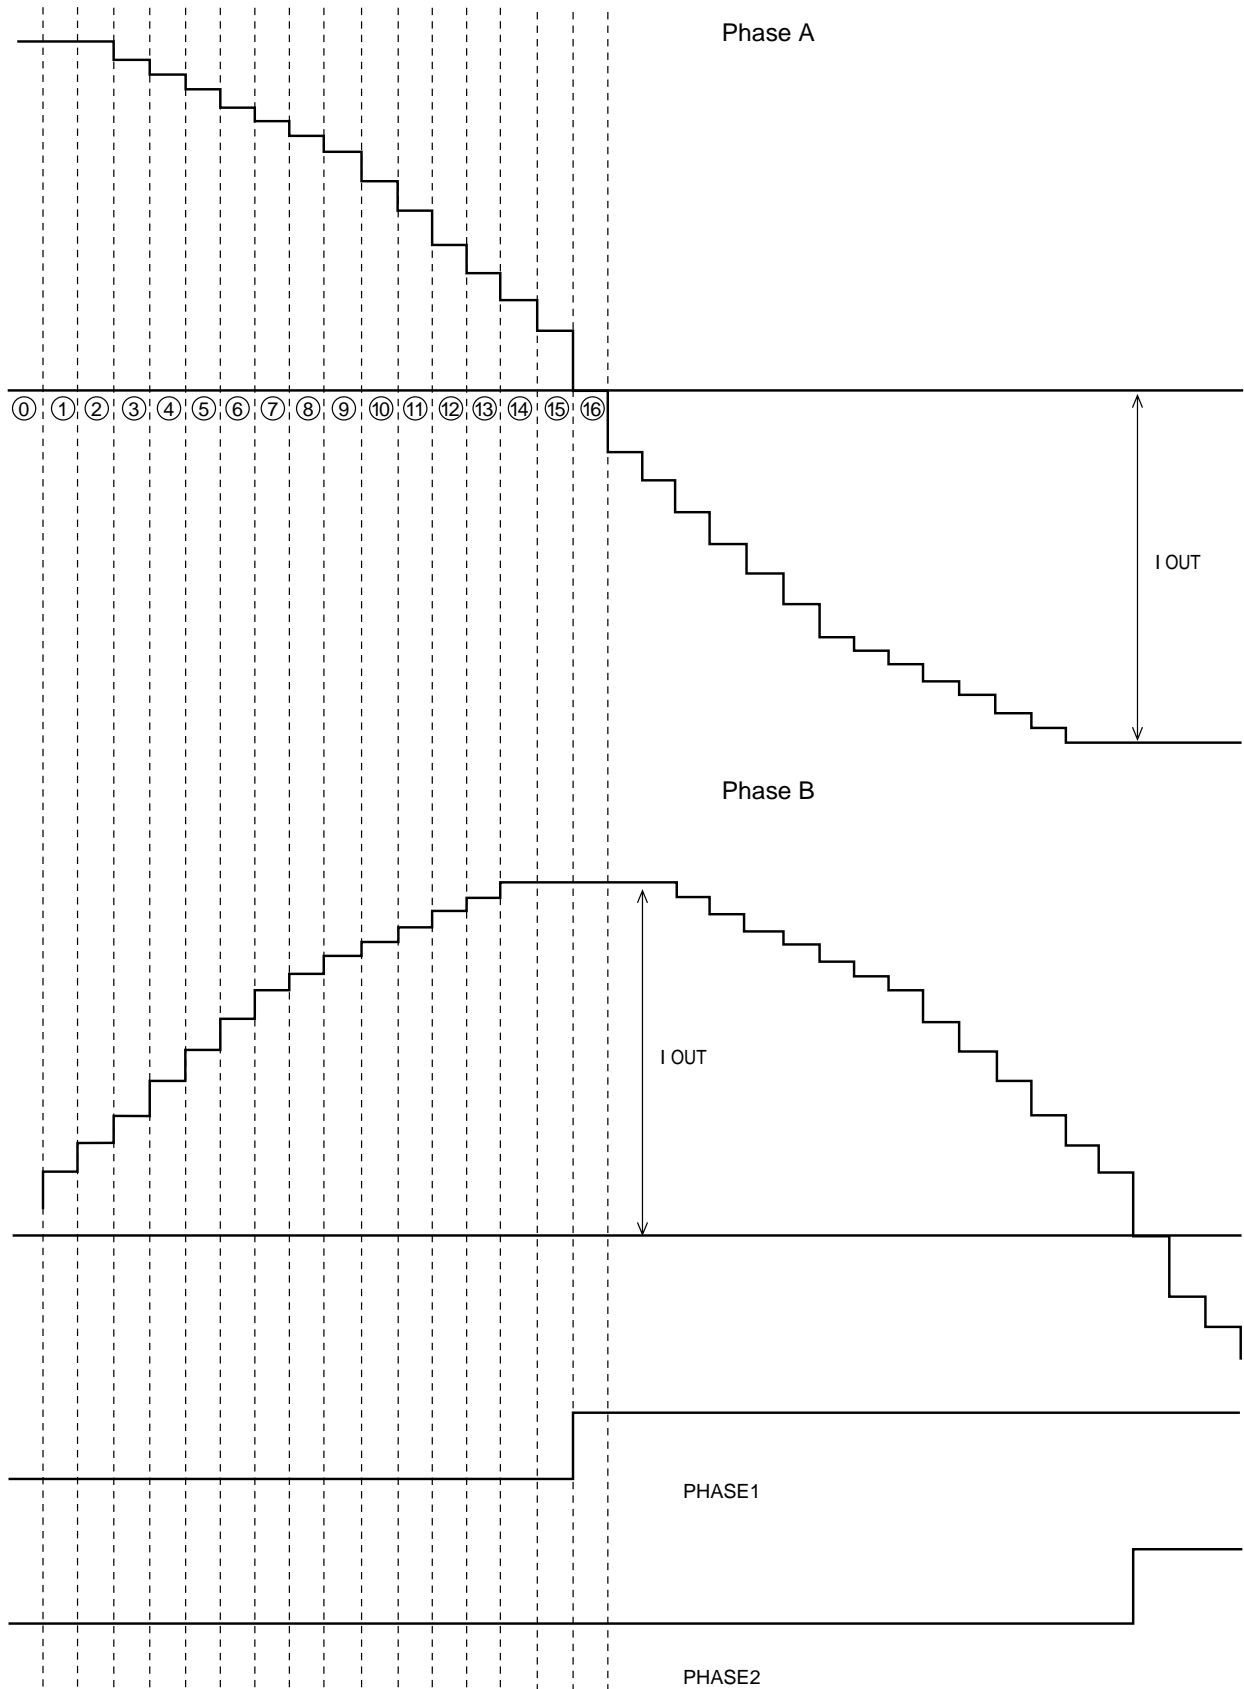 Phase A
⓪ ① ② ③ ④ ⑤ ⑥ ⑦ ⑧ ⑨ ⑩ ⑪ ⑫ ⑬ ⑭ ⑮ ⑯
I OUT
Phase B
I OUT
PHASE1
PHASE2